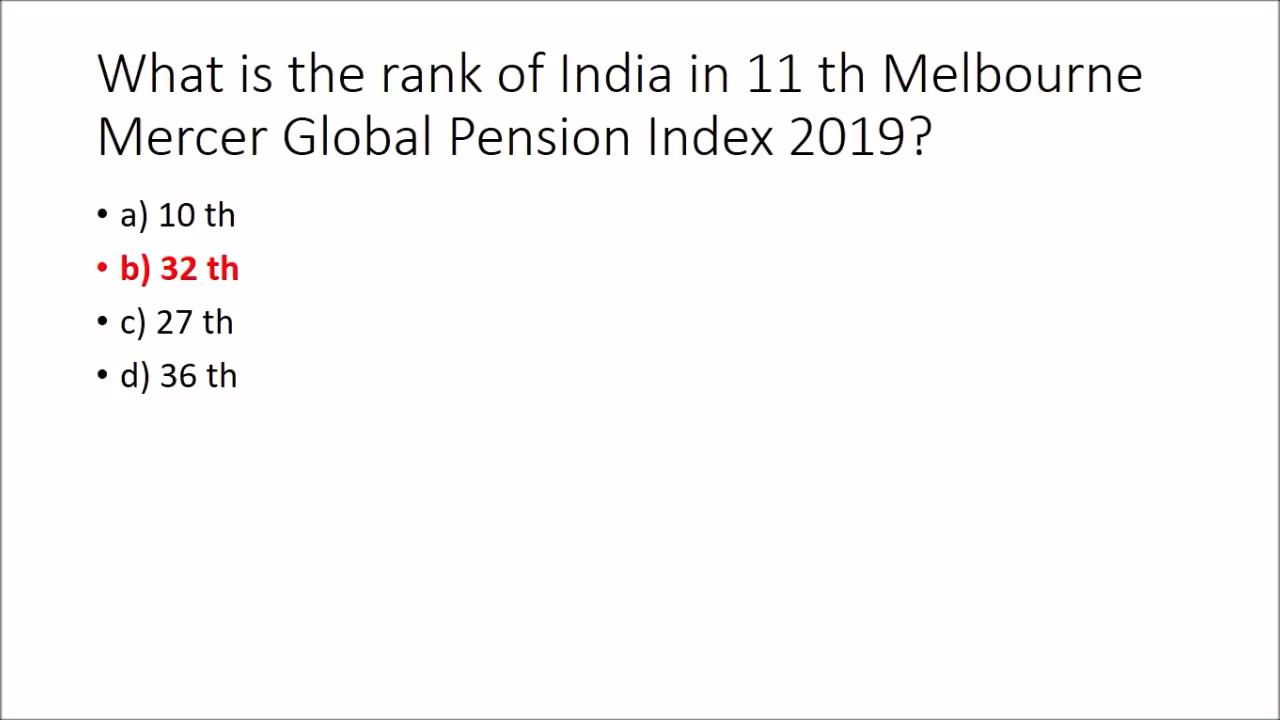 What is the rank of India in 11 th Melbourne
Mercer Global Pension Index 2019?
• a) 10 th
• b) 32 th
• c) 27 th
• d) 36 th